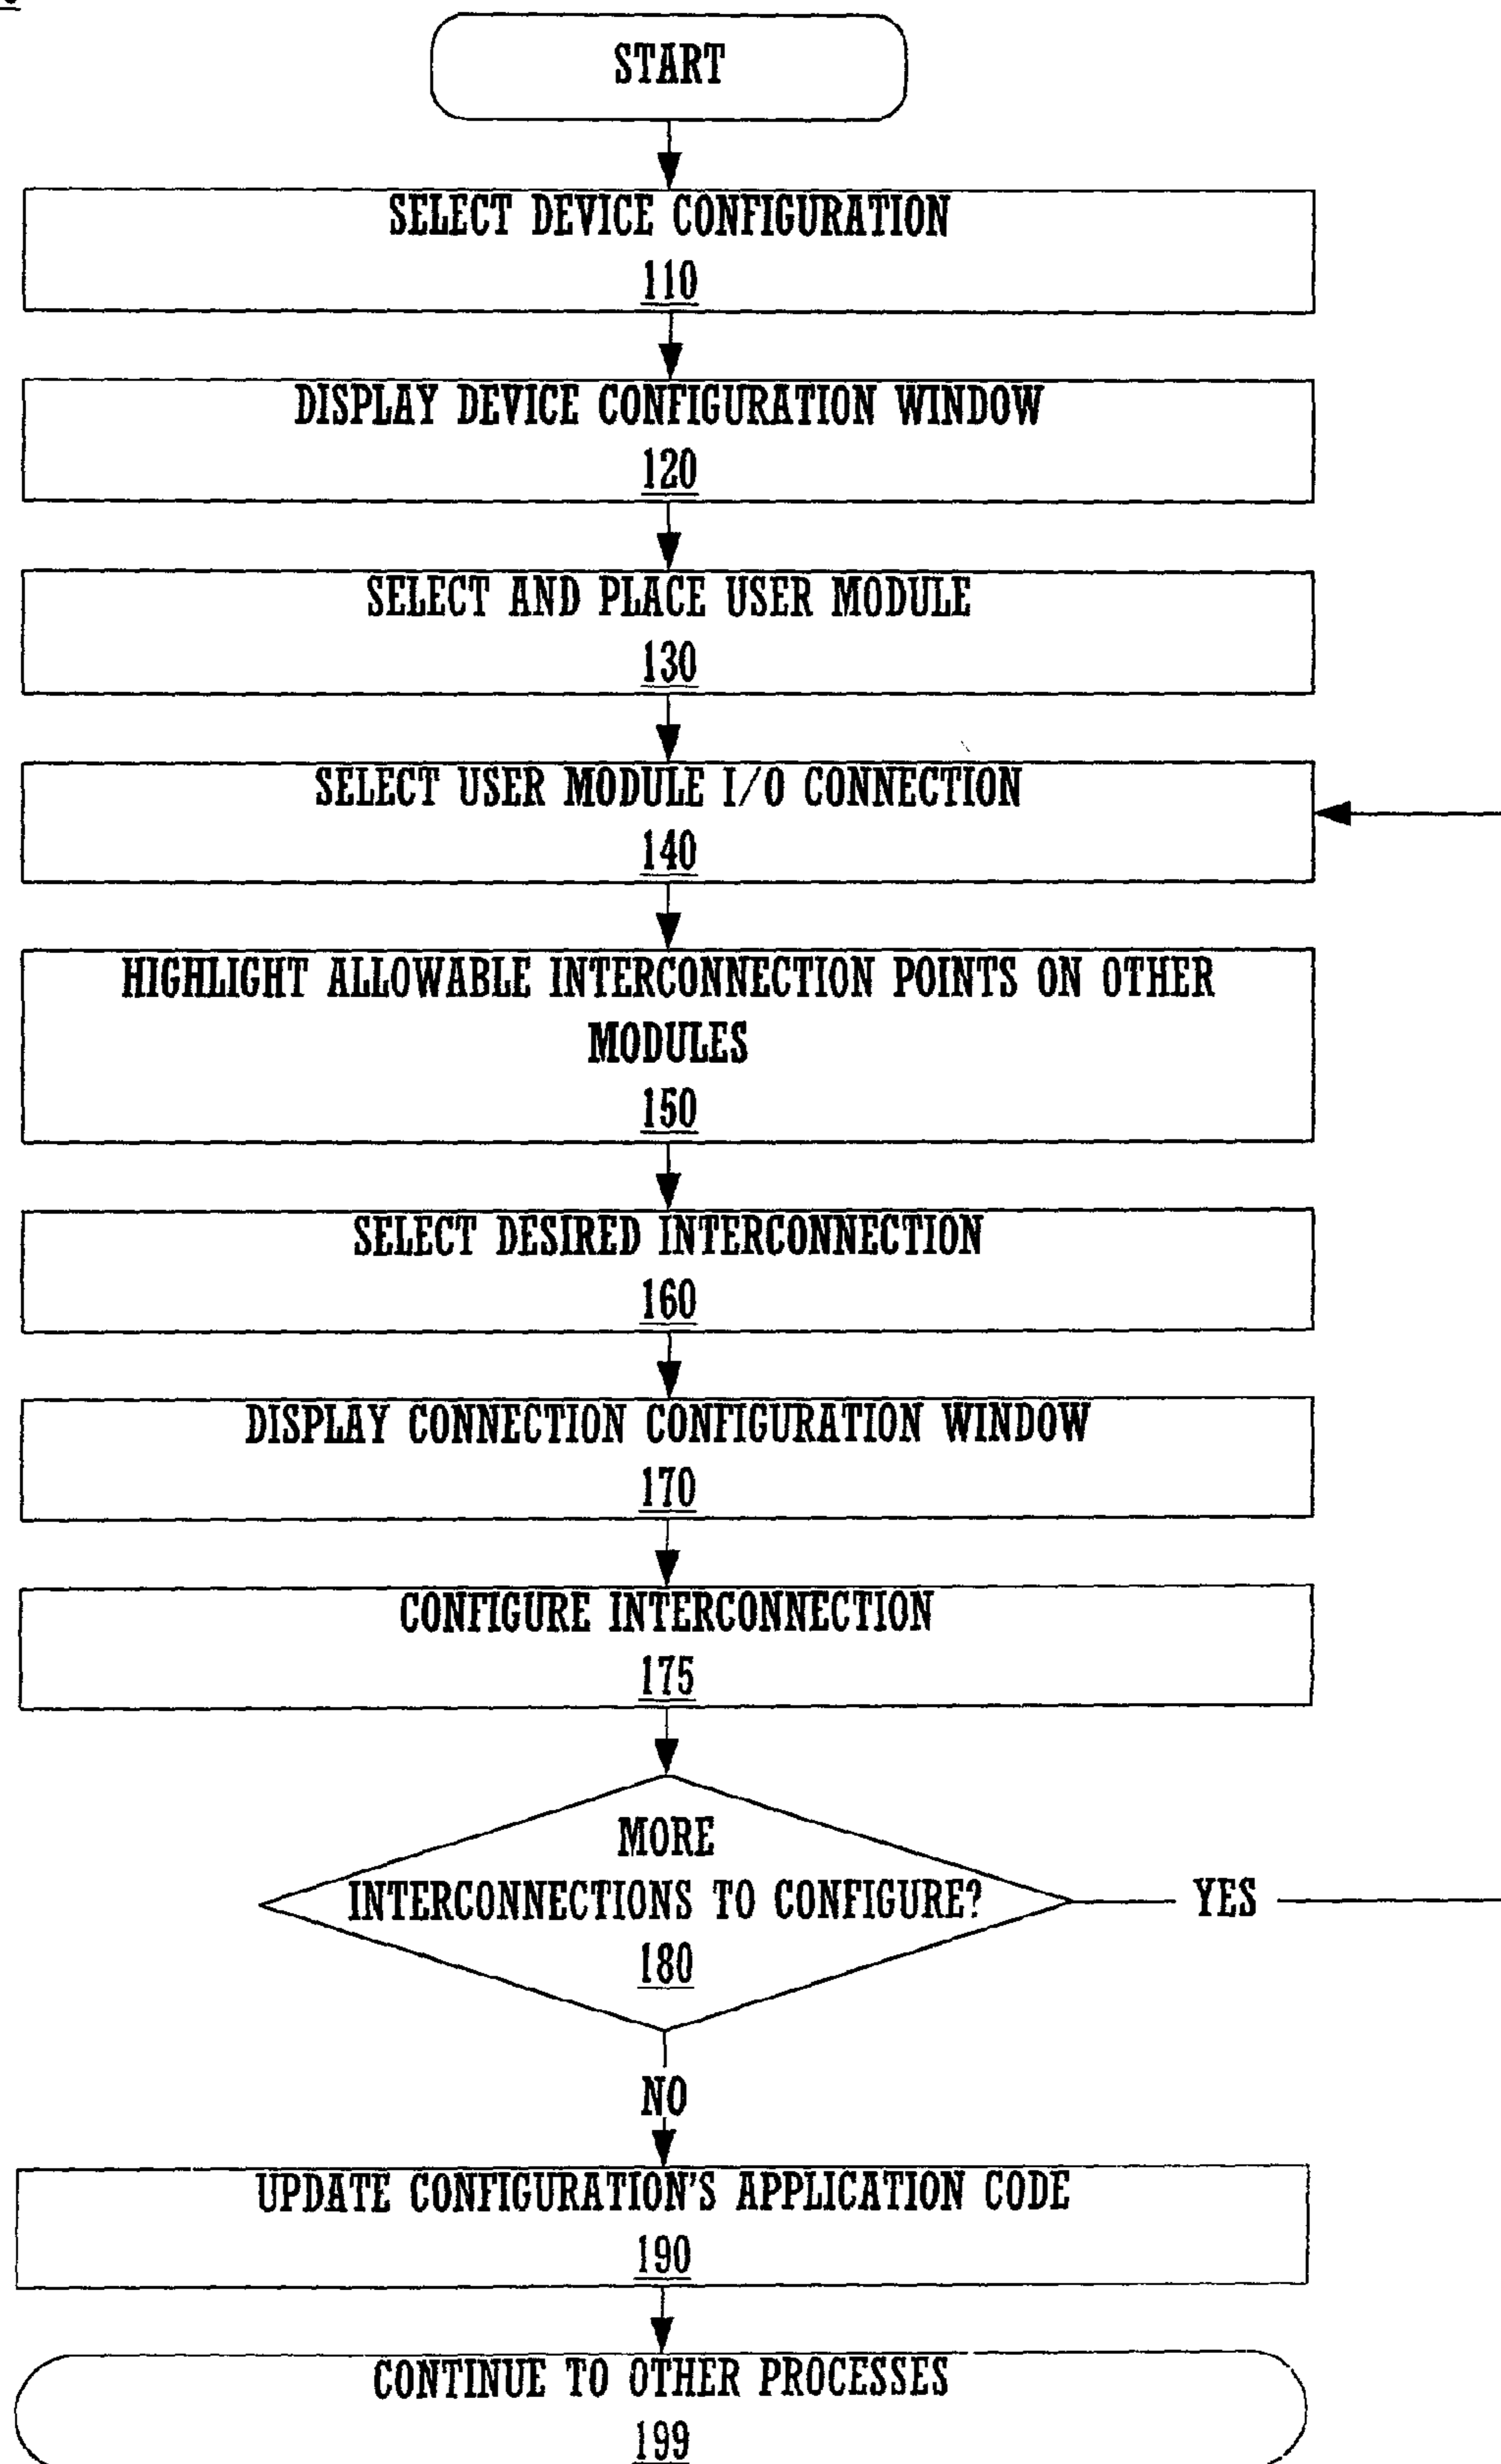 START
SELECT DEVICE CONFIGURATION
110
DISPLAY DEVICE CONFIGURATION WINDOW
120
SELECT AND PLACE USER MODULE
130
SELECT USER MODULE I/O CONNECTION
140
HIGHLIGHT ALLOWABLE INTERCONNECTION POINTS ON OTHER
MODULES
150
SELECT DESIRED INTERCONNECTION
160
DISPLAY CONNECTION CONFIGURATION WINDOW
170
CONFIGURE INTERCONNECTION
175
MORE
INTERCONNECTIONS TO CONFIGURE?
180
YES
NO
UPDATE CONFIGURATION'S APPLICATION CODE
190
CONTINUE TO OTHER PROCESSES
199